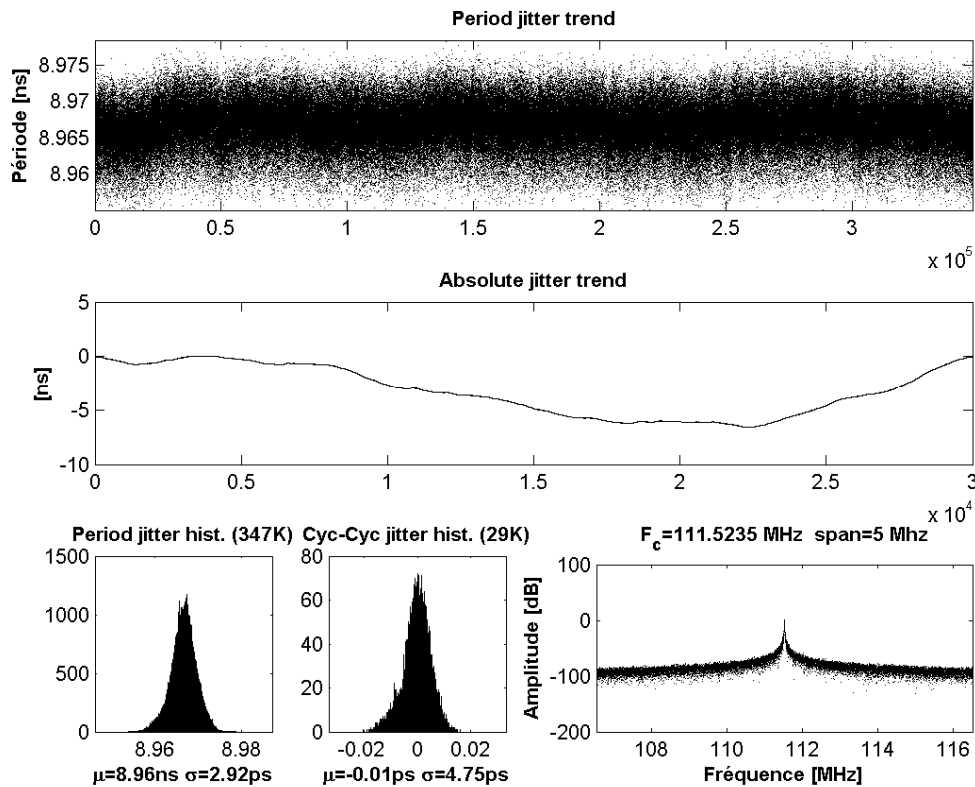 Period jitter trend
Période [ns]
8.975
8.97
8.965
8.96
0 0.5 1 1.5 2 2.5 3
x 10^5
Absolute jitter trend
[ns]
5
0
-5
-10
0 0.5 1 1.5 2 2.5 3
x 10^4
Period jitter hist. (347K)
1500
1000
500
0
8.96 8.98
μ=8.96ns σ=2.92ps
Cyc-Cyc jitter hist. (29K)
80
60
40
20
0
-0.02 0 0.02
μ=-0.01ps σ=4.75ps
F_c=111.5235 MHz span=5 Mhz
Amplitude [dB]
100
0
-100
-200
108 110 112 114 116
Fréquence [MHz]